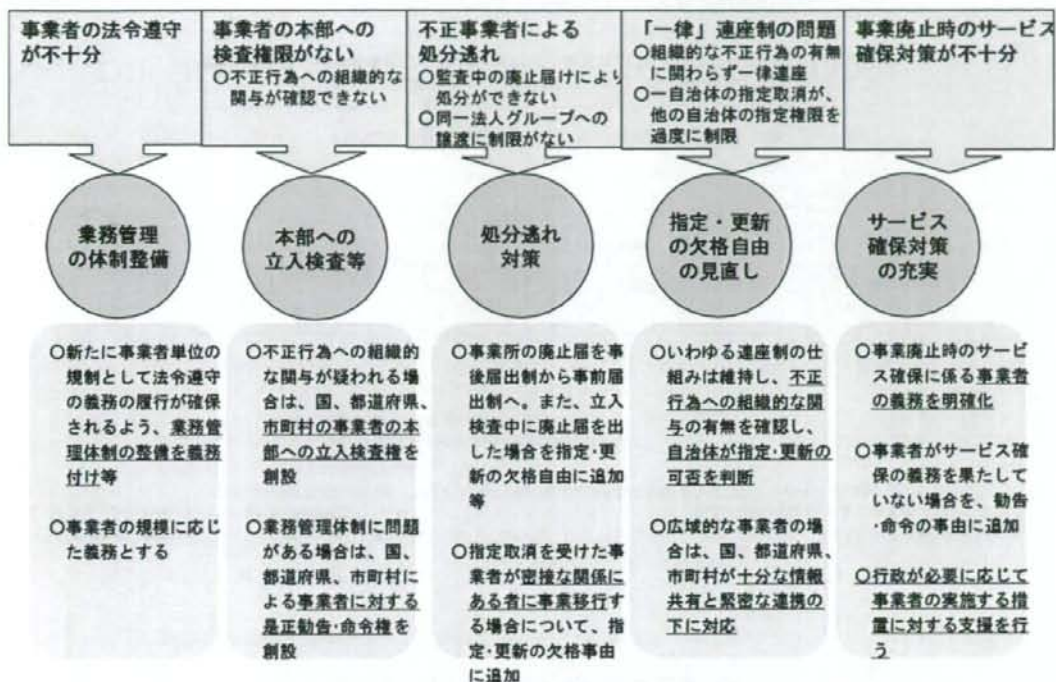 事業者の法令遵守
が不十分
事業者の本部への
検査権限がない
○不正行為への組織的な
関与が確認できない
不正事業者による
処分逃れ
○監査中の廃止届けにより
処分ができない
○同一法人グループへの
譲渡に制限がない
「一律」連座制の問題
○組織的な不正行為の有無
に関わらず一律連座
○一自治体の指定取消が、
他の自治体の指定権限を
過度に制限
事業廃止時のサービス
確保対策が不十分
業務管理
の体制整備
本部への
立入検査等
処分逃れ
対策
指定・更新
の欠格自由
の見直し
サービス
確保対策
の充実
○新たに事業者単位の
規制として法令遵守
の義務の履行が確保
されるよう、業務管
理体制の整備を義務
付け等
○事業者の規模に応じ
た義務とする
○不正行為への組織的
な関与が疑われる場
合は、国、都道府県、
市町村の事業者の本
部への立入検査権を
創設
○業務管理体制に問題
がある場合は、国、
都道府県、市町村に
よる事業者に対する
是正勧告・命令権を
創設
○事業所の廃止届を事
後届出制から事前届
出制へ。また、立入
検査中に廃止届を出
した場合を指定・更
新の欠格自由に追加
等
○指定取消を受けた事
業者が密接な関係に
ある者に事業移行す
る場合について、指
定・更新の欠格事由
に追加
○いわゆる連座制の仕
組みは維持し、不正
行為への組織的な関
与の有無を確認し、
自治体が指定・更新の
可否を判断
○広域的な事業者の場
合は、国、都道府県、
市町村が十分な情報
共有と緊密な連携の
下に対応
○事業廃止時のサービ
ス確保に係る事業者
の義務を明確化
○事業者がサービス確
保の義務を果たして
いない場合を、勧告
・命令の事由に追加
○行政が必要に応じて
事業者の実施する措
置に対する支援を行
う